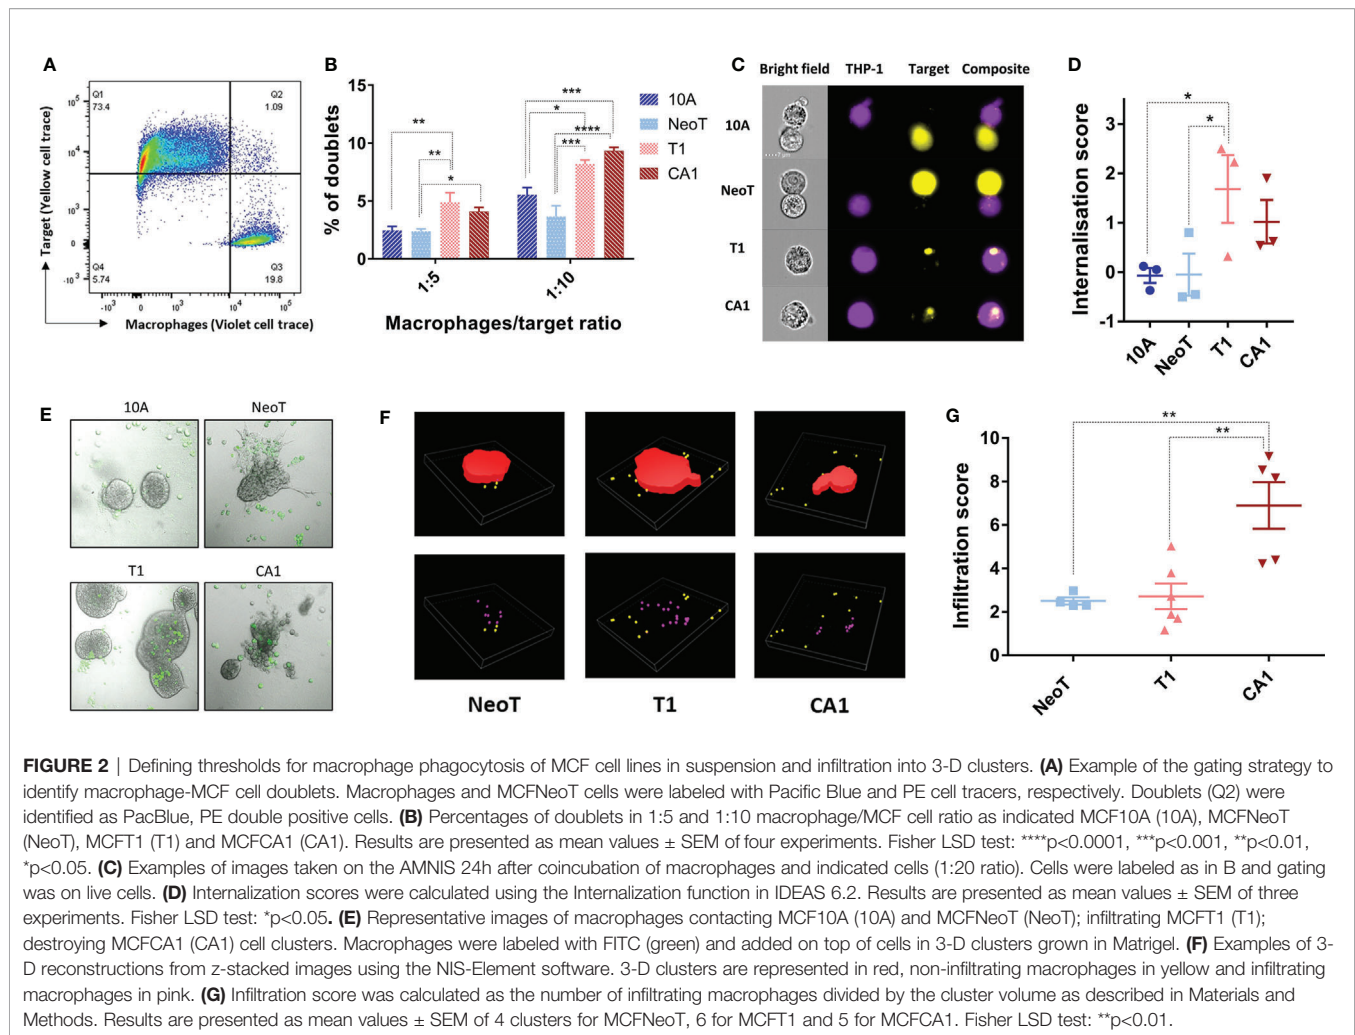 A
Q1
73.4
Q2
1.09
10⁵
10⁴
10³
0
-10³
Q4
5.74
Q3
19.8
-10³
0
10³
10⁴
10⁵
Target (Yellow cell trace)
Macrophages (Violet cell trace)
B
15
10
5
0
% of doublets
**
**
*
***
*
****
***
10A
NeoT
T1
CA1
1:5
1:10
Macrophages/target ratio
C
Bright field THP-1 Target Composite
10A
NeoT
T1
CA1
D
Internalisation score
3
2
1
0
-1
*
*
10A
NeoT
T1
CA1
E
10A
NeoT
T1
CA1
F
NeoT
T1
CA1
G
Infiltration score
10
8
6
4
2
0
**
**
NeoT
T1
CA1
FIGURE 2 | Defining thresholds for macrophage phagocytosis of MCF cell lines in suspension and infiltration into 3-D clusters. (A) Example of the gating strategy to
identify macrophage-MCF cell doublets. Macrophages and MCFNeoT cells were labeled with Pacific Blue and PE cell tracers, respectively. Doublets (Q2) were
identified as PacBlue, PE double positive cells. (B) Percentages of doublets in 1:5 and 1:10 macrophage/MCF cell ratio as indicated MCF10A (10A), MCFNeoT
(NeoT), MCFT1 (T1) and MCFCA1 (CA1). Results are presented as mean values ± SEM of four experiments. Fisher LSD test: ****p<0.0001, ***p<0.001, **p<0.01,
*p<0.05. (C) Examples of images taken on the AMNIS 24h after coincubation of macrophages and indicated cells (1:20 ratio). Cells were labeled as in B and gating
was on live cells. (D) Internalization scores were calculated using the Internalization function in IDEAS 6.2. Results are presented as mean values ± SEM of three
experiments. Fisher LSD test: *p<0.05. (E) Representative images of macrophages contacting MCF10A (10A) and MCFNeoT (NeoT); infiltrating MCFT1 (T1);
destroying MCFCA1 (CA1) cell clusters. Macrophages were labeled with FITC (green) and added on top of cells in 3-D clusters grown in Matrigel. (F) Examples of 3-
D reconstructions from z-stacked images using the NIS-Element software. 3-D clusters are represented in red, non-infiltrating macrophages in yellow and infiltrating
macrophages in pink. (G) Infiltration score was calculated as the number of infiltrating macrophages divided by the cluster volume as described in Materials and
Methods. Results are presented as mean values ± SEM of 4 clusters for MCFNeoT, 6 for MCFT1 and 5 for MCFCA1. Fisher LSD test: **p<0.01.